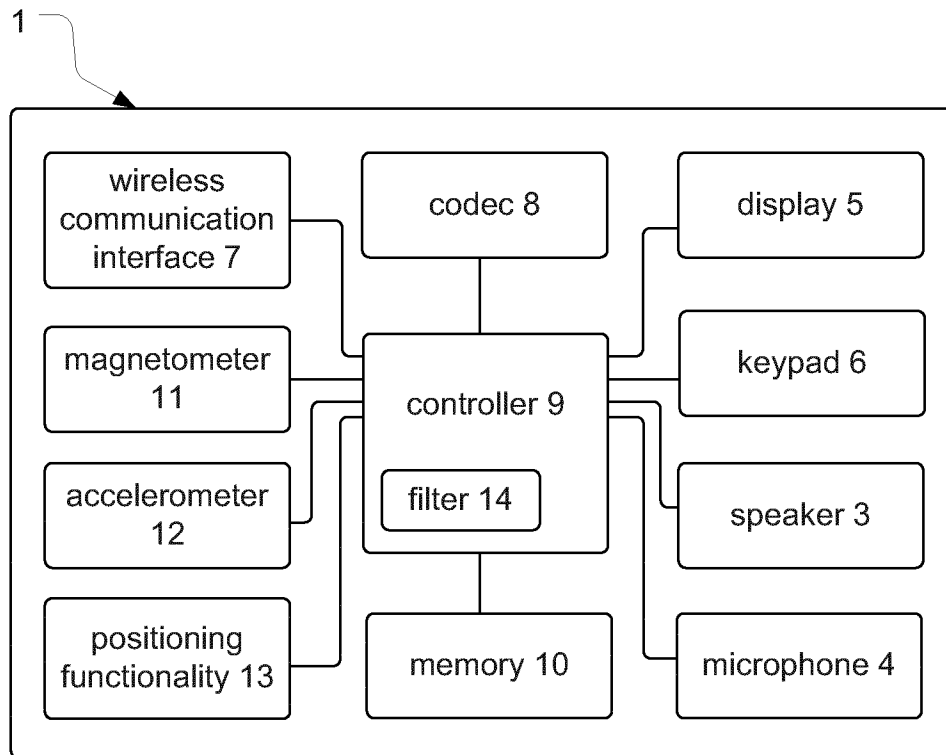 1
wireless
communication
interface 7
codec 8
display 5
magnetometer
11
controller 9
keypad 6
accelerometer
12
filter 14
speaker 3
positioning
functionality 13
memory 10
microphone 4